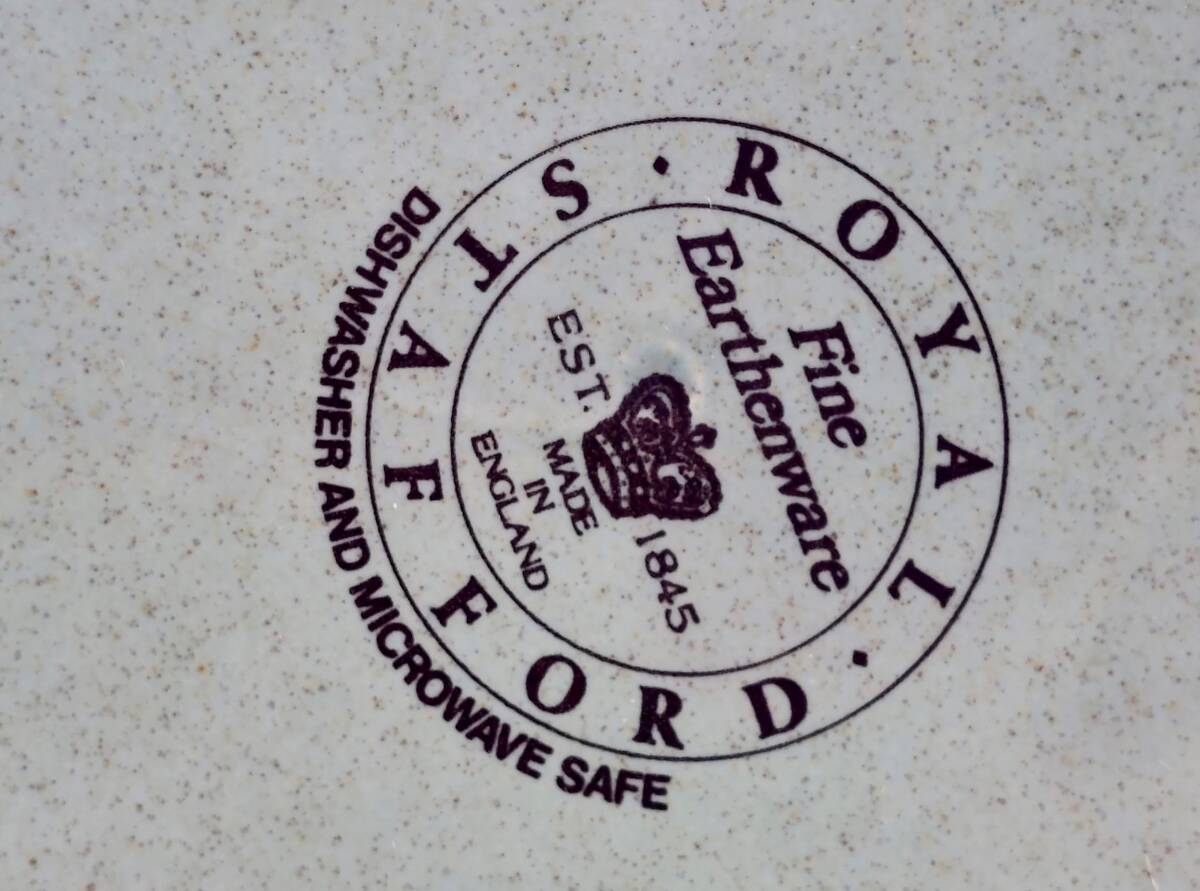 ROYAL
Fine
Earthenware
EST. 1845
MADE
IN
ENGLAND
STAFFORD
DISHWASHER AND MICROWAVE SAFE